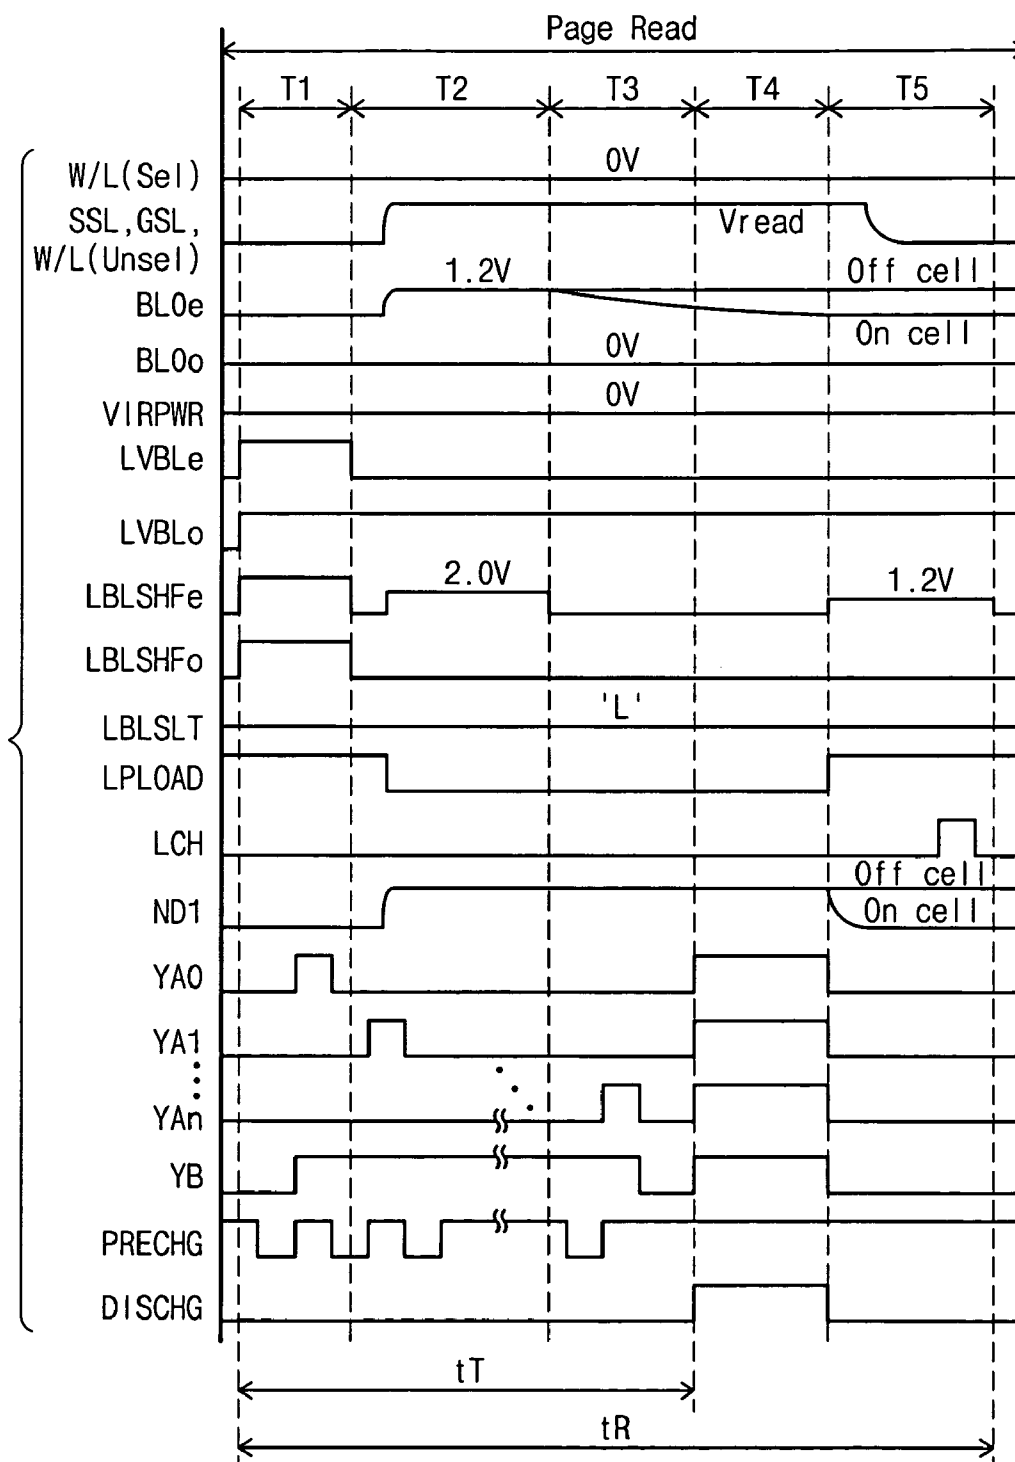 Page Read
T1 T2 T3 T4 T5
W/L(Sel) 0V
SSL,GSL,
W/L(Unsel) Vread
BL0e 1.2V Off cell
On cell
BL0o 0V
VIRPWR 0V
LVBLe
LVBLo
LBLSHFe 2.0V 1.2V
LBLSHFo
LBLSLT 'L'
LPLOAD
LCH
ND1 Off cell
On cell
YA0
YA1
YAn
YB
PRECHG
DISCHG
tT
tR